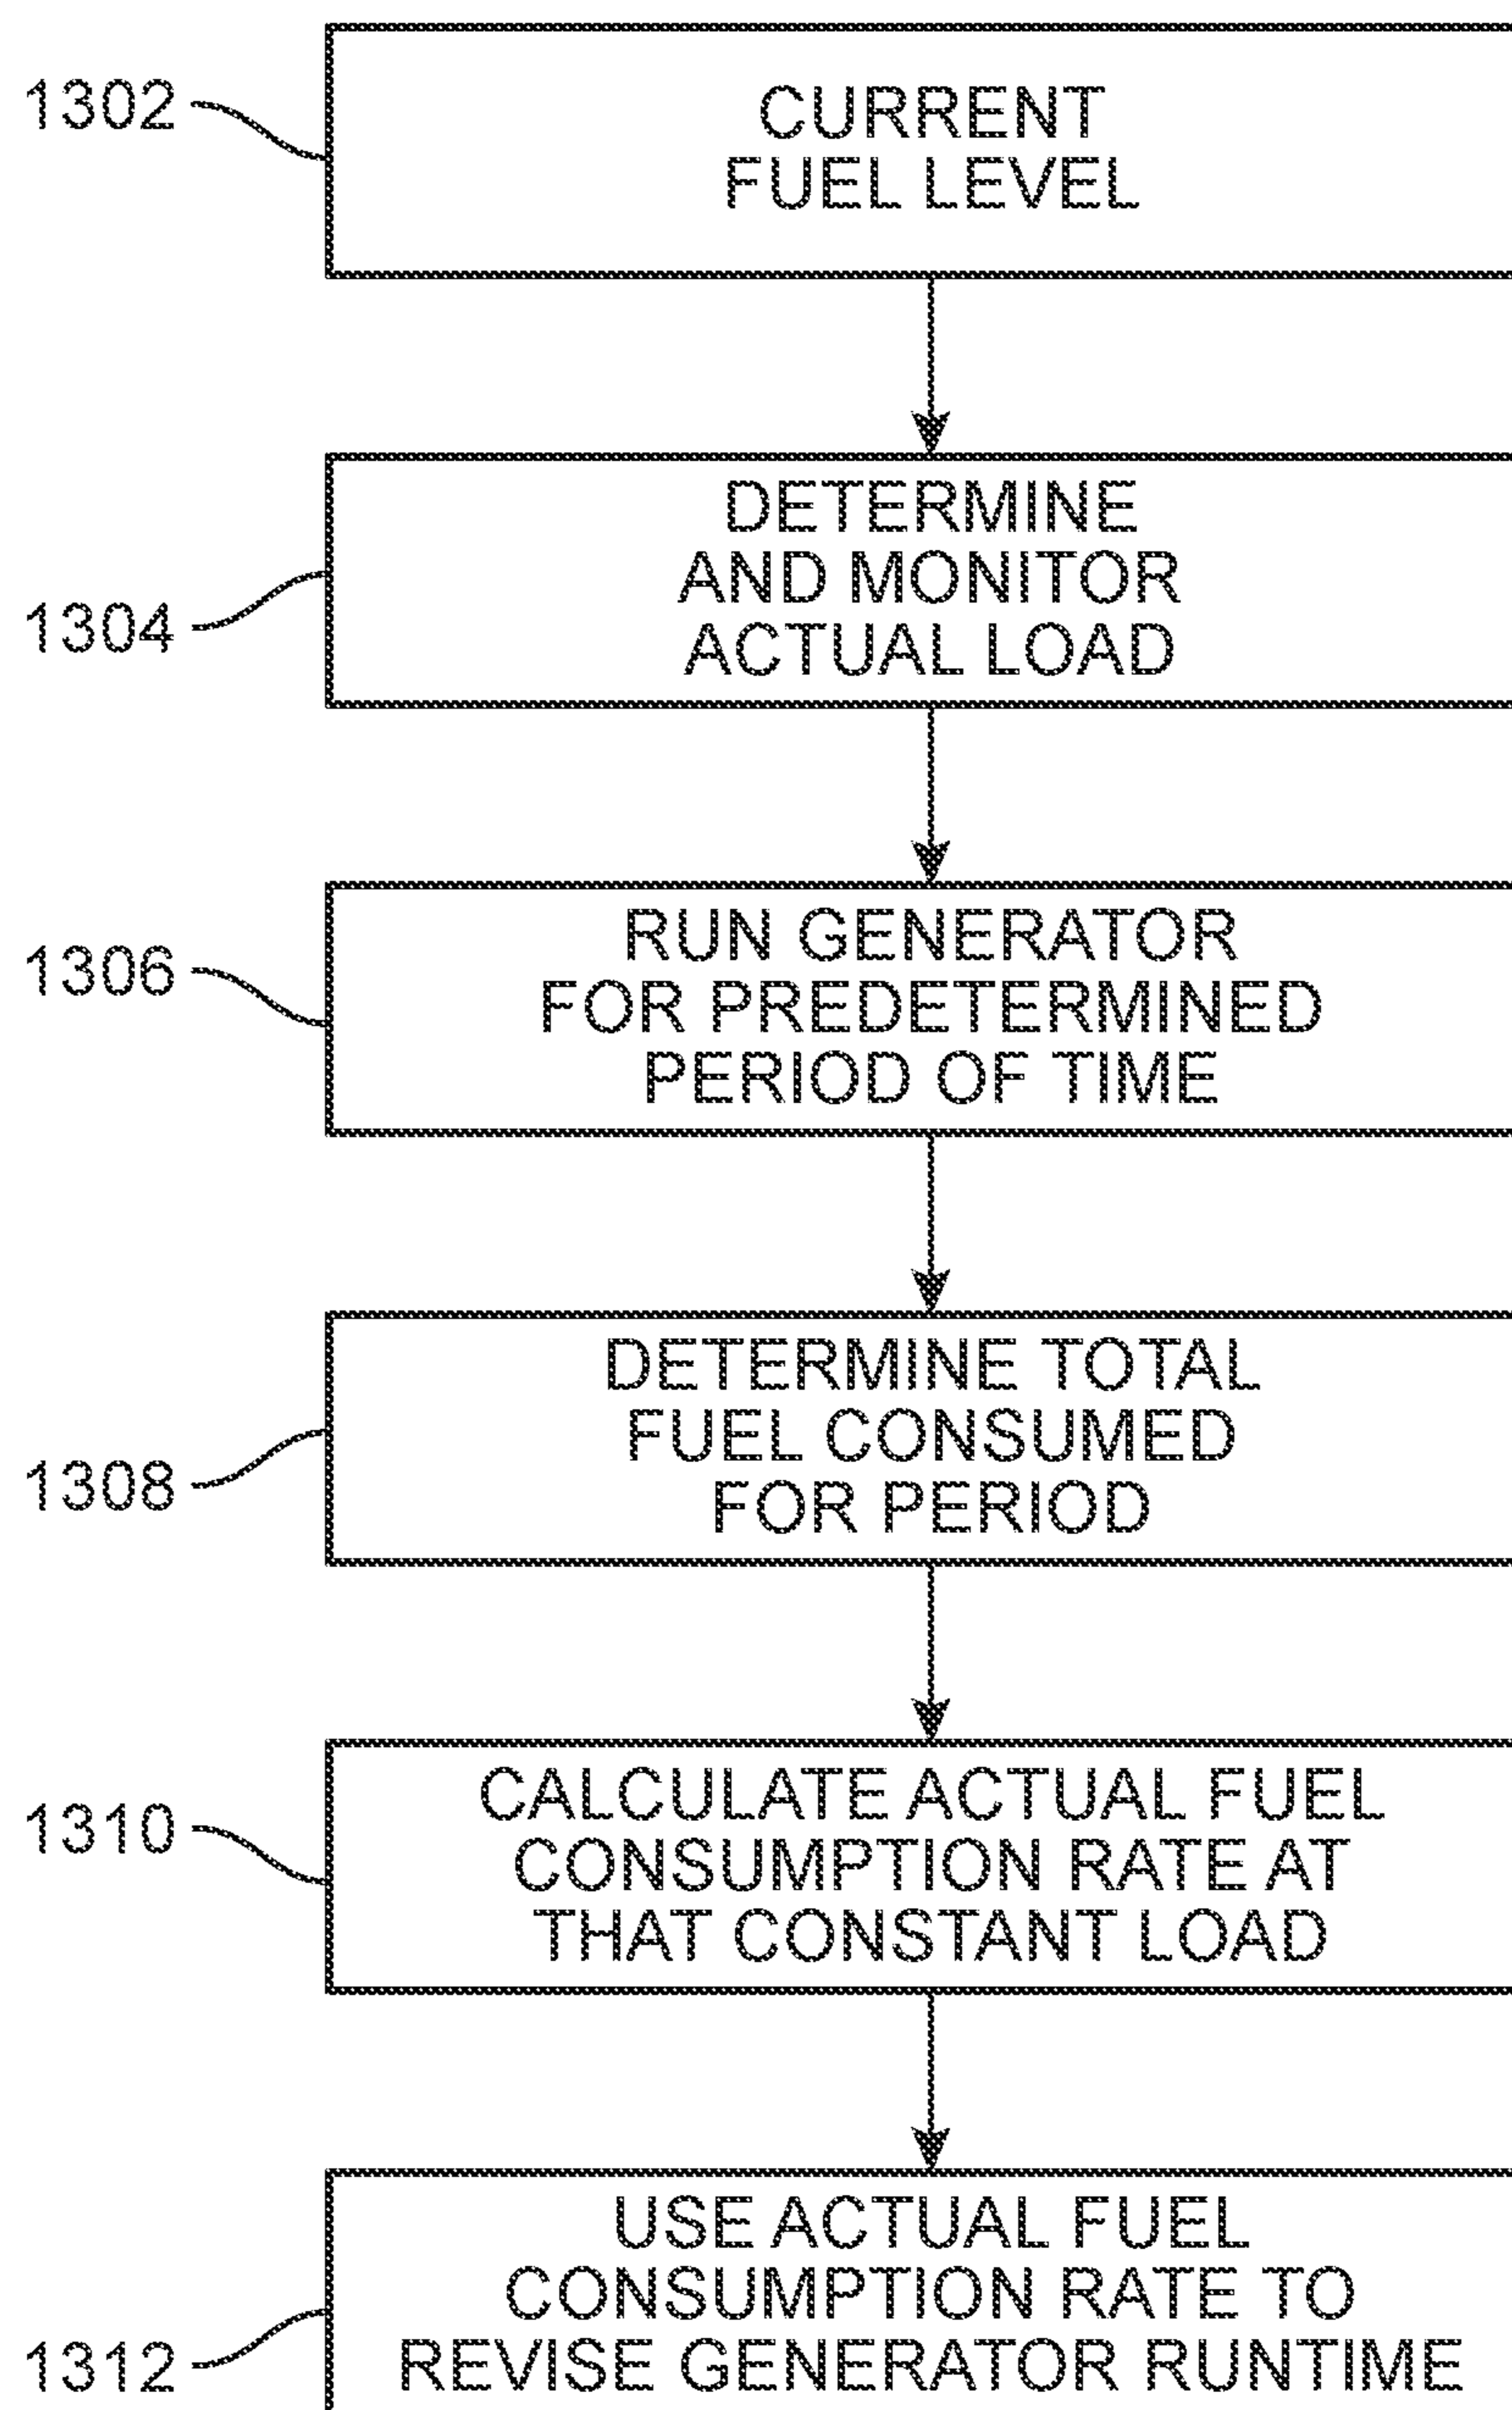 1302
CURRENT
FUEL LEVEL
DETERMINE
AND MONITOR
ACTUAL LOAD
1304
RUN GENERATOR
1306
FOR PREDETERMINED
PERIOD OF TIME
DETERMINE TOTAL
FUEL CONSUMED
1308
FOR PERIOD
CALCULATE ACTUAL FUEL
1310
CONSUMPTION RATE AT
THAT CONSTANT LOAD
USE ACTUAL FUEL
CONSUMPTION RATE TO
1312
REVISE GENERATOR RUNTIME